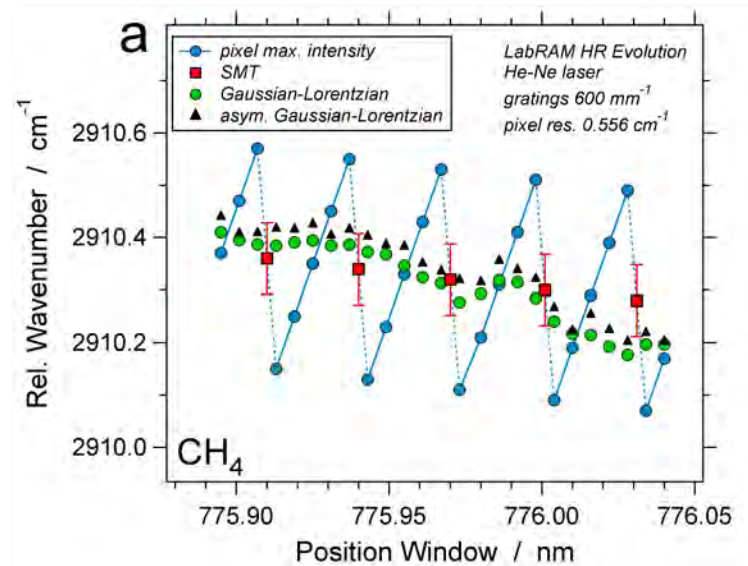 a
pixel max. intensity
SMT
Gaussian-Lorentzian
asym. Gaussian-Lorentzian
LabRAM HR Evolution
He-Ne laser
gratings 600 mm⁻¹
pixel res. 0.556 cm⁻¹
Rel. Wavenumber / cm⁻¹
2910.6
2910.4
2910.2
2910.0
CH₄
775.90
775.95
776.00
776.05
Position Window / nm